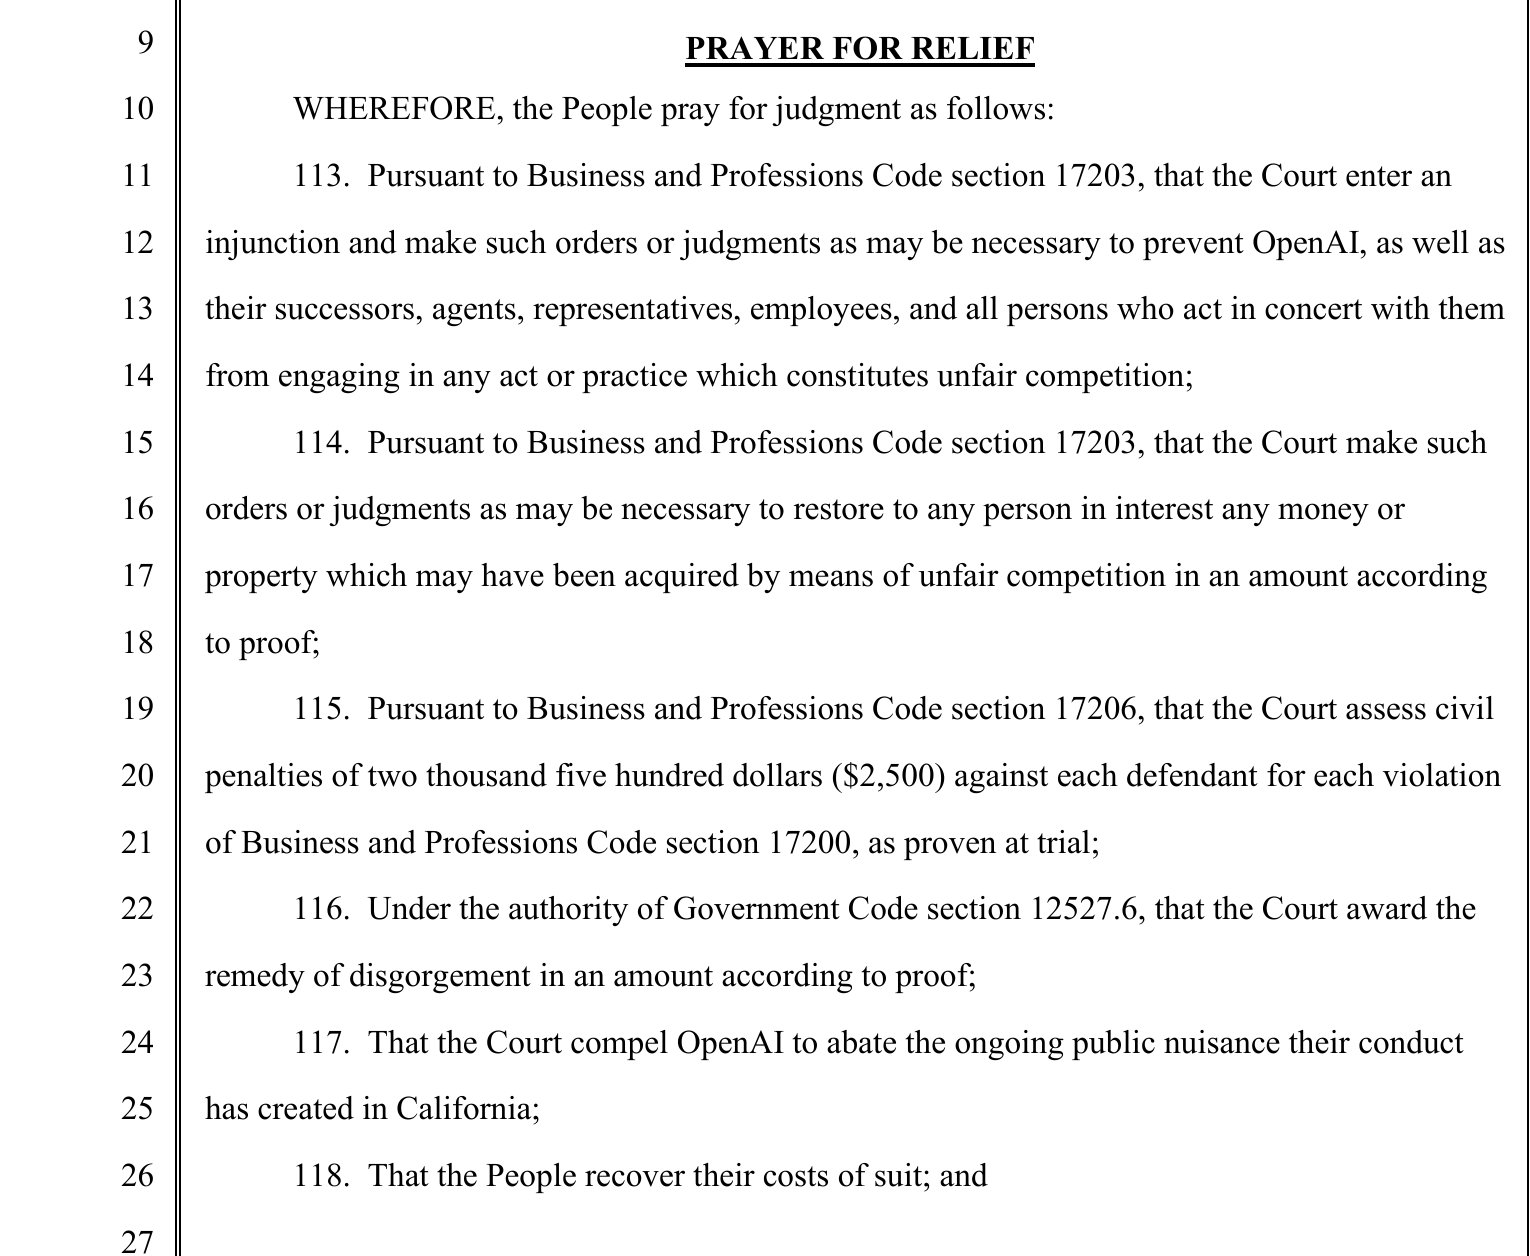 9 PRAYER FOR RELIEF
10 WHEREFORE, the People pray for judgment as follows:
11 113. Pursuant to Business and Professions Code section 17203, that the Court enter an
12 injunction and make such orders or judgments as may be necessary to prevent OpenAI, as well as
13 their successors, agents, representatives, employees, and all persons who act in concert with them
14 from engaging in any act or practice which constitutes unfair competition;
15 114. Pursuant to Business and Professions Code section 17203, that the Court make such
16 orders or judgments as may be necessary to restore to any person in interest any money or
17 property which may have been acquired by means of unfair competition in an amount according
18 to proof;
19 115. Pursuant to Business and Professions Code section 17206, that the Court assess civil
20 penalties of two thousand five hundred dollars ($2,500) against each defendant for each violation
21 of Business and Professions Code section 17200, as proven at trial;
22 116. Under the authority of Government Code section 12527.6, that the Court award the
23 remedy of disgorgement in an amount according to proof;
24 117. That the Court compel OpenAI to abate the ongoing public nuisance their conduct
25 has created in California;
26 118. That the People recover their costs of suit; and
27